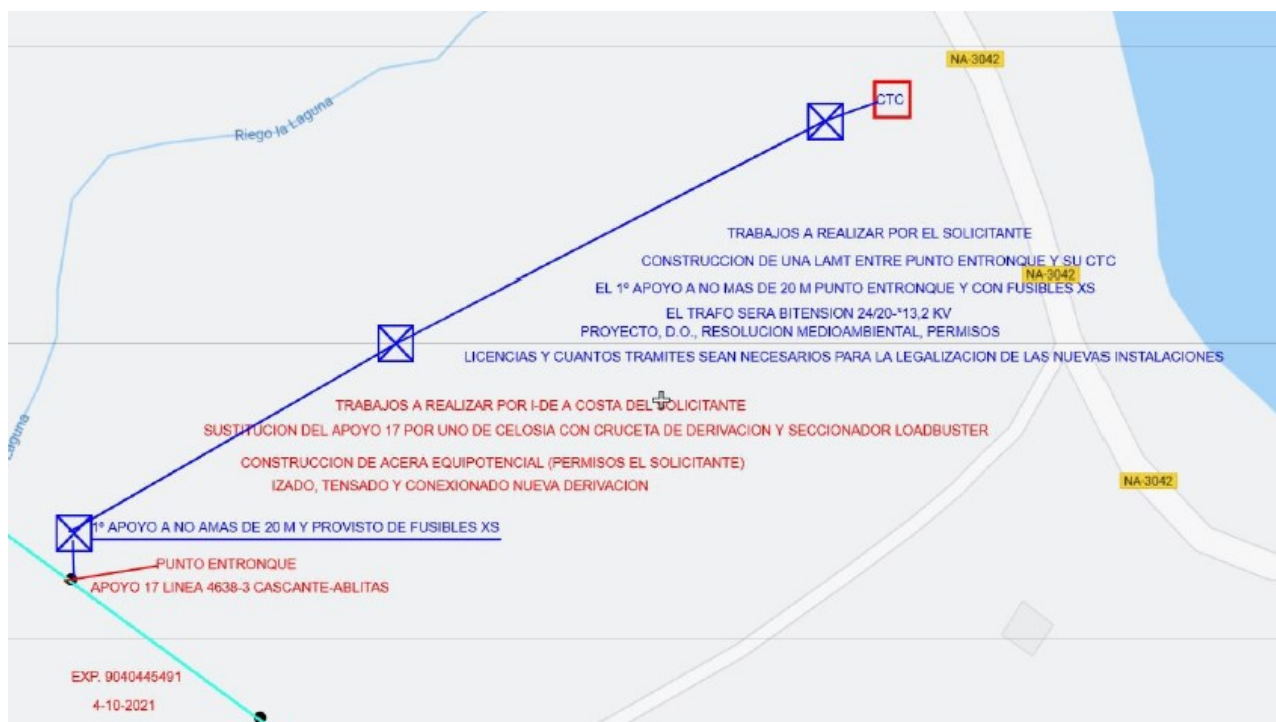 NA-3042
CTC
Riego la Laguna
TRABAJOS A REALIZAR POR EL SOLICITANTE
CONSTRUCCION DE UNA LAMT ENTRE PUNTO ENTRONQUE Y SU CTC
NA-3042
EL 1º APOYO A NO MAS DE 20 M PUNTO ENTRONQUE Y CON FUSIBLES XS
EL TRAFO SERA BITENSION 24/20-*13,2 KV
PROYECTO, D.O., RESOLUCION MEDIOAMBIENTAL, PERMISOS
LICENCIAS Y CUANTOS TRAMITES SEAN NECESARIOS PARA LA LEGALIZACION DE LAS NUEVAS INSTALACIONES
TRABAJOS A REALIZAR POR I-DE A COSTA DEL SOLICITANTE
SUSTITUCION DEL APOYO 17 POR UNO DE CELOSIA CON CRUCETA DE DERIVACION Y SECCIONADOR LOADBUSTER
aguna
CONSTRUCCION DE ACERA EQUIPOTENCIAL (PERMISOS EL SOLICITANTE)
IZADO, TENSADO Y CONEXIONADO NUEVA DERIVACION
NA-3042
1º APOYO A NO AMAS DE 20 M Y PROVISTO DE FUSIBLES XS
PUNTO ENTRONQUE
APOYO 17 LINEA 4638-3 CASCANTE-ABLITAS
EXP. 9040445491
4-10-2021